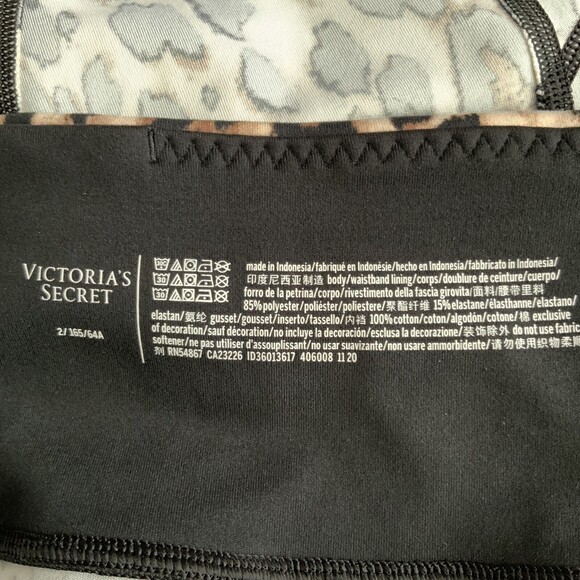 VICTORIA'S
SECRET
2/ 165/64A
made in Indonesia/fabriqué en Indonésie/hecho en Indonesia/fabbricato in Indonesia/
印度尼西亚制造 body/waistband lining/corps/doublure de ceinture/cuerpo/
forro de la petrina/corpo/rivestimento della fascia girovita/面料/腰带里料
85% polyester/polyester/poliéster/poliestere/聚酯纤维 15% elastane/élasthanne/elastano/
elastan/氨纶 gusset/gousset/inserto/tassello/内裆 100% cotton/coton/algodón/cotone/棉 exclusive
of decoration/sauf décoration/no incluye la decoración/esclusa la decorazione/装饰除外 do not use fabric
softener/ne pas utiliser d'assouplissant/no usar suavizante/non usare ammorbidente/请勿使用织物柔顺
剂 RN54867 CA23226 ID36013617 406008 1120